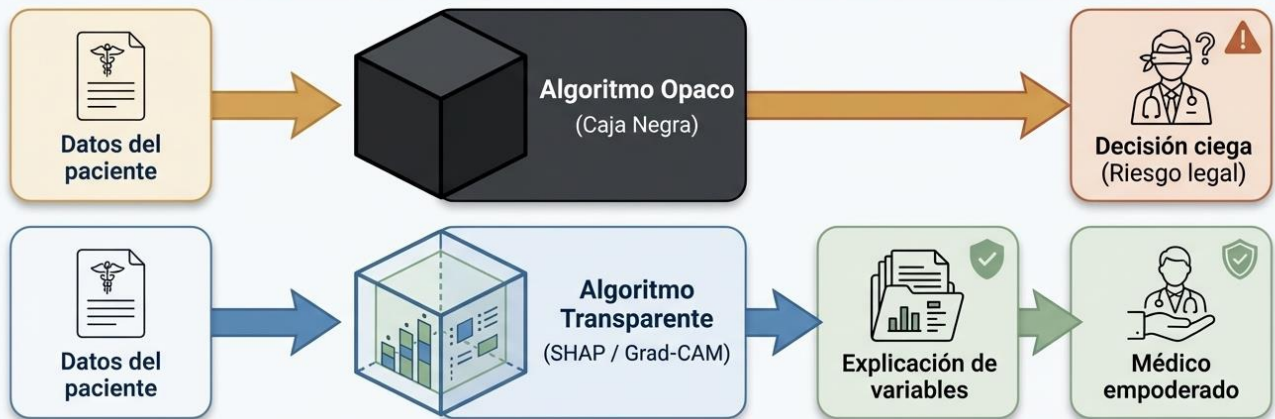 Datos del
paciente
Algoritmo Opaco
(Caja Negra)
?
Decisión ciega
(Riesgo legal)
Datos del
paciente
Algoritmo
Transparente
(SHAP / Grad-CAM)
Explicación de
variables
Médico
empoderado